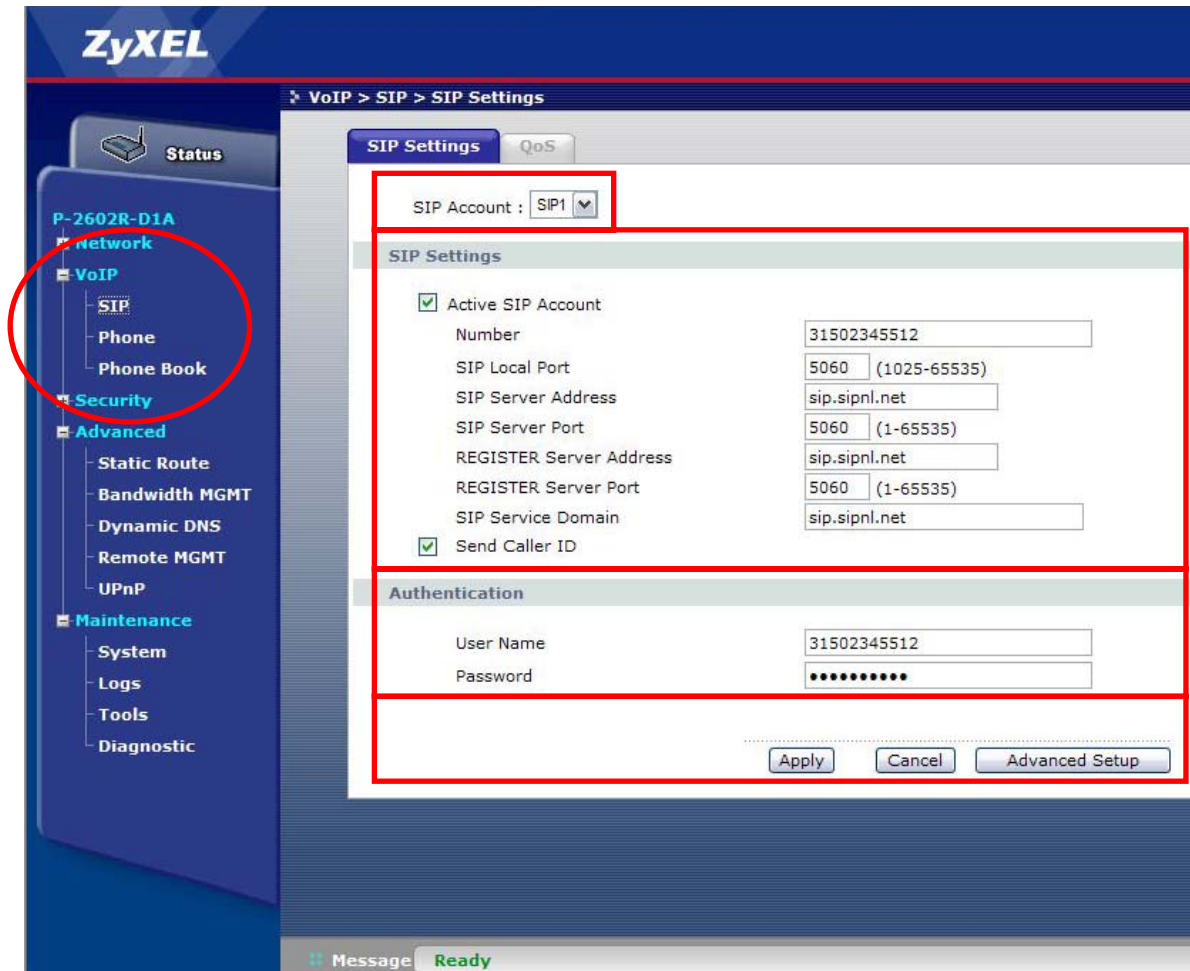 ZyXEL
VoIP > SIP > SIP Settings
Status
P-2602R-D1A
Network
VoIP
SIP
Phone
Phone Book
Security
Advanced
Static Route
Bandwidth MGMT
Dynamic DNS
Remote MGMT
UPnP
Maintenance
System
Logs
Tools
Diagnostic
SIP Settings QoS
SIP Account : SIP1
SIP Settings
Active SIP Account
Number 31502345512
SIP Local Port 5060 (1025-65535)
SIP Server Address sip.sipnl.net
SIP Server Port 5060 (1-65535)
REGISTER Server Address sip.sipnl.net
REGISTER Server Port 5060 (1-65535)
SIP Service Domain sip.sipnl.net
Send Caller ID
Authentication
User Name 31502345512
Password ••••••••••
Apply Cancel Advanced Setup
Message Ready